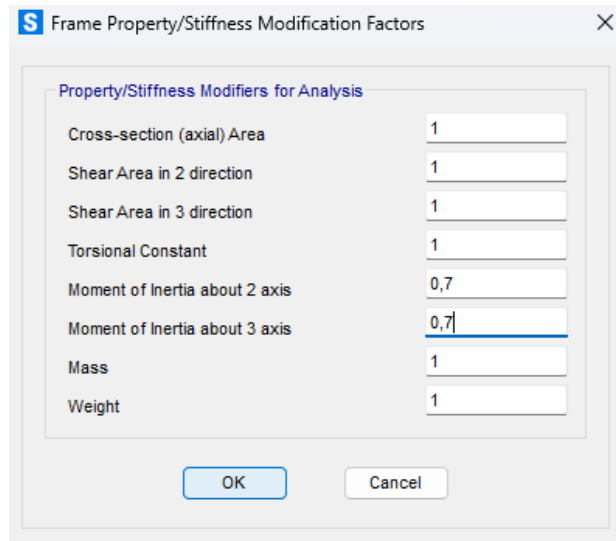 S Frame Property/Stiffness Modification Factors
Property/Stiffness Modifiers for Analysis
Cross-section (axial) Area 1
Shear Area in 2 direction 1
Shear Area in 3 direction 1
Torsional Constant 1
Moment of Inertia about 2 axis 0,7
Moment of Inertia about 3 axis 0,7
Mass 1
Weight 1
OK Cancel